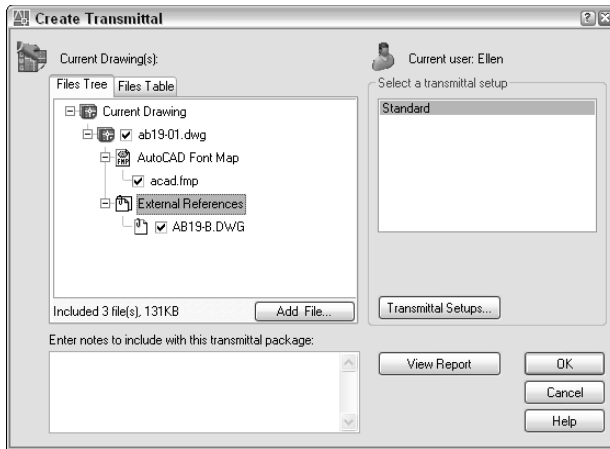 Create Transmittal
Current Drawing(s):
Files Tree
Files Table
Current Drawing
ab19-01.dwg
AutoCAD Font Map
acad.fmp
External References
AB19-B.DWG
Included 3 file(s), 131KB
Add File...
Enter notes to include with this transmittal package:
Current user: Ellen
Select a transmittal setup
Standard
Transmittal Setups...
View Report
OK
Cancel
Help